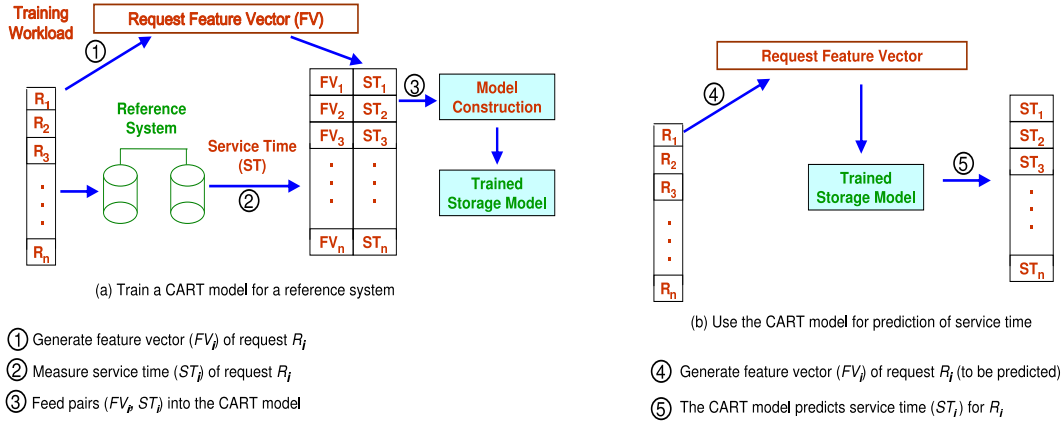 Training
Workload
Request Feature Vector (FV)
1
R1
R2
R3
.
.
.
Rn
Reference
System
Service Time
(ST)
2
FV1 ST1
FV2 ST2
FV3 ST3
. .
. .
. .
FVn STn
3
Model
Construction
Trained
Storage Model
(a) Train a CART model for a reference system
1 Generate feature vector (FVi) of request Ri
2 Measure service time (STi) of request Ri
3 Feed pairs (FVi, STi) into the CART model
Request Feature Vector
4
R1
R2
R3
.
.
.
Rn
Trained
Storage Model
5
ST1
ST2
ST3
.
.
.
STn
(b) Use the CART model for prediction of service time
4 Generate feature vector (FVi) of request Ri (to be predicted)
5 The CART model predicts service time (STi) for Ri